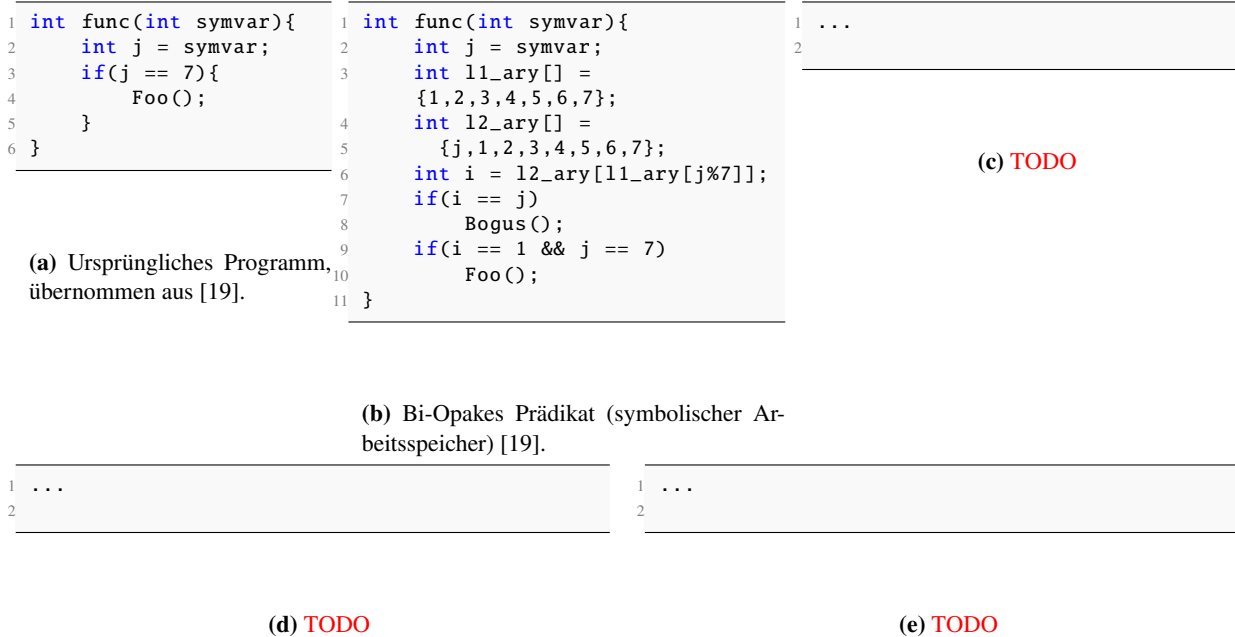 1 int func(int symvar){
2     int j = symvar;
3     if(j == 7){
4         Foo();
5     }
6 }
(a) Ursprüngliches Programm,
übernommen aus [19].
1 int func(int symvar){
2     int j = symvar;
3     int l1_ary[] =
    {1,2,3,4,5,6,7};
4     int l2_ary[] =
5       {j,1,2,3,4,5,6,7};
6     int i = l2_ary[l1_ary[j%7]];
7     if(i == j)
8         Bogus();
9     if(i == 1 && j == 7)
10         Foo();
11 }
(b) Bi-Opakes Prädikat (symbolischer Ar-
beitsspeicher) [19].
1 ...
2
(c) TODO
1 ...
2
(d) TODO
1 ...
2
(e) TODO